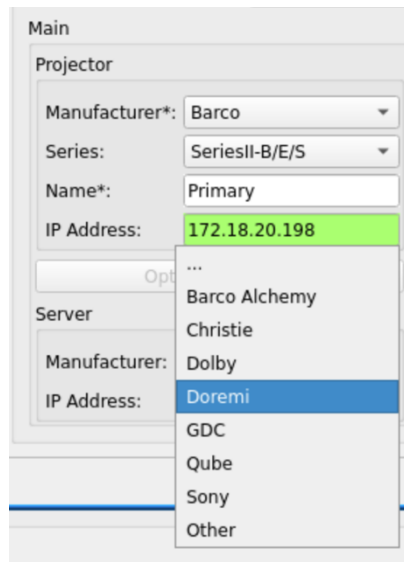 Main
Projector
Manufacturer*: Barco
Series: SeriesII-B/E/S
Name*: Primary
IP Address: 172.18.20.198
Opt
...
Barco Alchemy
Server
Christie
Manufacturer: Dolby
IP Address: Doremi
GDC
Qube
Sony
Other